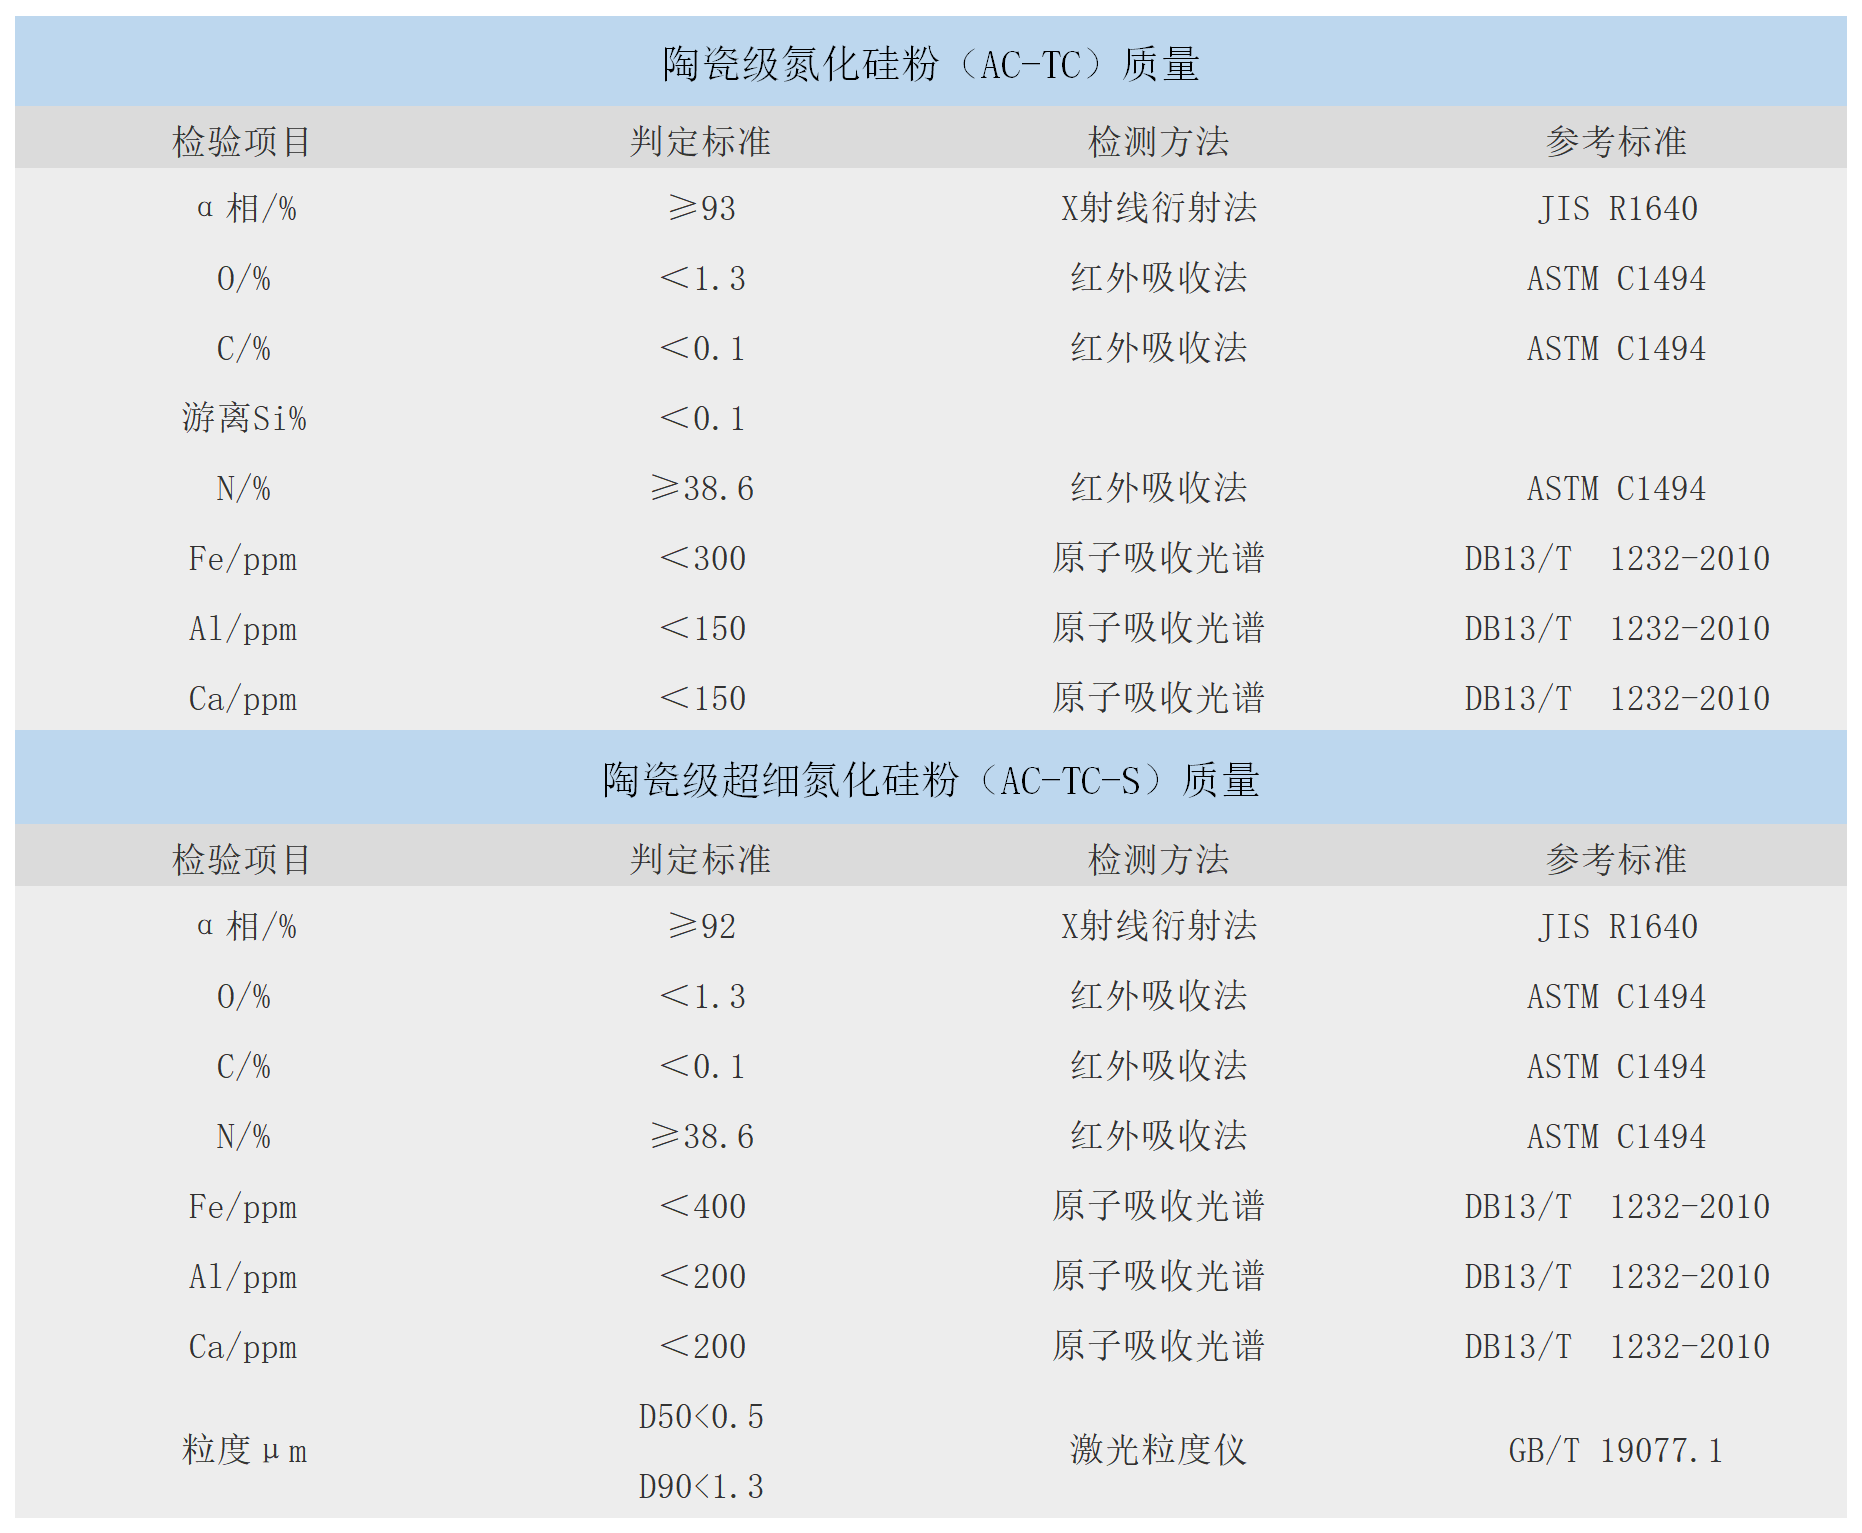 陶瓷级氮化硅粉（AC-TC）质量
检验项目 判定标准 检测方法 参考标准
α相/% ≥93 X射线衍射法 JIS R1640
O/% ＜1.3 红外吸收法 ASTM C1494
C/% ＜0.1 红外吸收法 ASTM C1494
游离Si% ＜0.1
N/% ≥38.6 红外吸收法 ASTM C1494
Fe/ppm ＜300 原子吸收光谱 DB13/T 1232-2010
Al/ppm ＜150 原子吸收光谱 DB13/T 1232-2010
Ca/ppm ＜150 原子吸收光谱 DB13/T 1232-2010
陶瓷级超细氮化硅粉（AC-TC-S）质量
检验项目 判定标准 检测方法 参考标准
α相/% ≥92 X射线衍射法 JIS R1640
O/% ＜1.3 红外吸收法 ASTM C1494
C/% ＜0.1 红外吸收法 ASTM C1494
N/% ≥38.6 红外吸收法 ASTM C1494
Fe/ppm ＜400 原子吸收光谱 DB13/T 1232-2010
Al/ppm ＜200 原子吸收光谱 DB13/T 1232-2010
Ca/ppm ＜200 原子吸收光谱 DB13/T 1232-2010
D50<0.5
粒度μm 激光粒度仪 GB/T 19077.1
D90<1.3